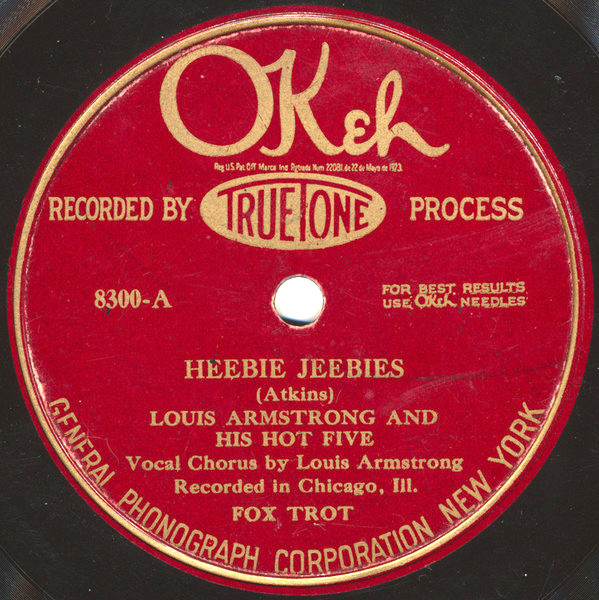 OKeh
Reg. U.S. Pat. Off. Marca Ind. Rgtrada Num. 22081. de 22 de Mayo de 1923.
RECORDED BY TRUETONE PROCESS
8300-A
FOR BEST RESULTS
USE OKeh NEEDLES
HEEBIE JEEBIES
(Atkins)
LOUIS ARMSTRONG AND
HIS HOT FIVE
Vocal Chorus by Louis Armstrong
Recorded in Chicago, Ill.
FOX TROT
GENERAL PHONOGRAPH CORPORATION NEW YORK